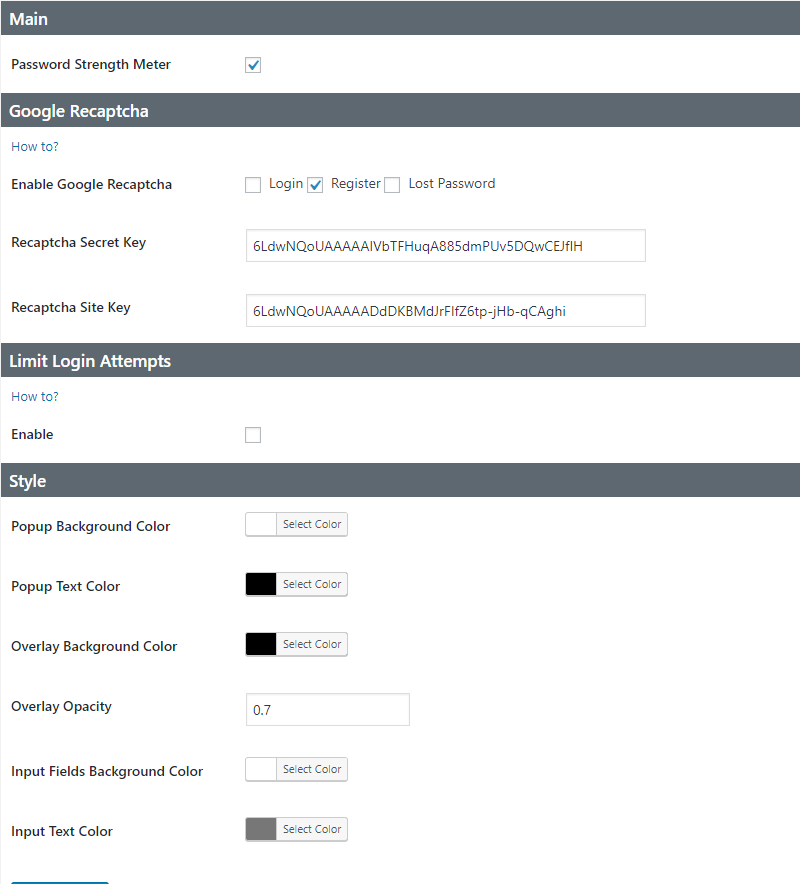 Main
Password Strength Meter
Google Recaptcha
How to?
Enable Google Recaptcha Login Register Lost Password
Recaptcha Secret Key 6LdwNQoUAAAAAIVbTFHuqA885dmPUv5DQwCEJfIH
Recaptcha Site Key 6LdwNQoUAAAAADdDKBMdJrFIfZ6tp-jHb-qCAghi
Limit Login Attempts
How to?
Enable
Style
Popup Background Color Select Color
Popup Text Color Select Color
Overlay Background Color Select Color
Overlay Opacity 0.7
Input Fields Background Color Select Color
Input Text Color Select Color